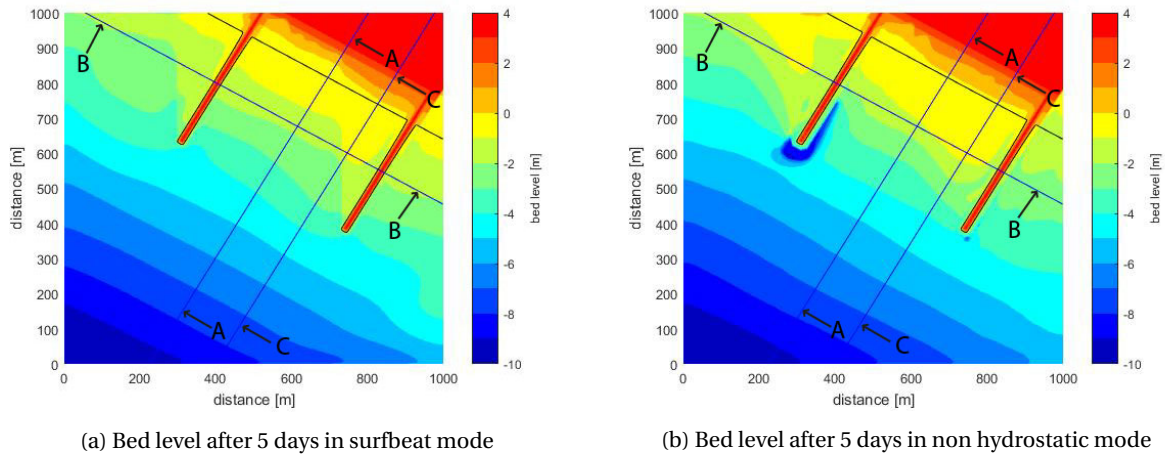 1000
900
800
700
600
500
400
300
200
100
0
distance [m]
0
200
400
600
800
1000
distance [m]
B
A
C
B
A
C
4
2
0
-2
-4
-6
-8
-10
bed level [m]
(a) Bed level after 5 days in surfbeat mode
1000
900
800
700
600
500
400
300
200
100
0
distance [m]
0
200
400
600
800
1000
distance [m]
B
A
C
B
A
C
4
2
0
-2
-4
-6
-8
-10
bed level [m]
(b) Bed level after 5 days in non hydrostatic mode